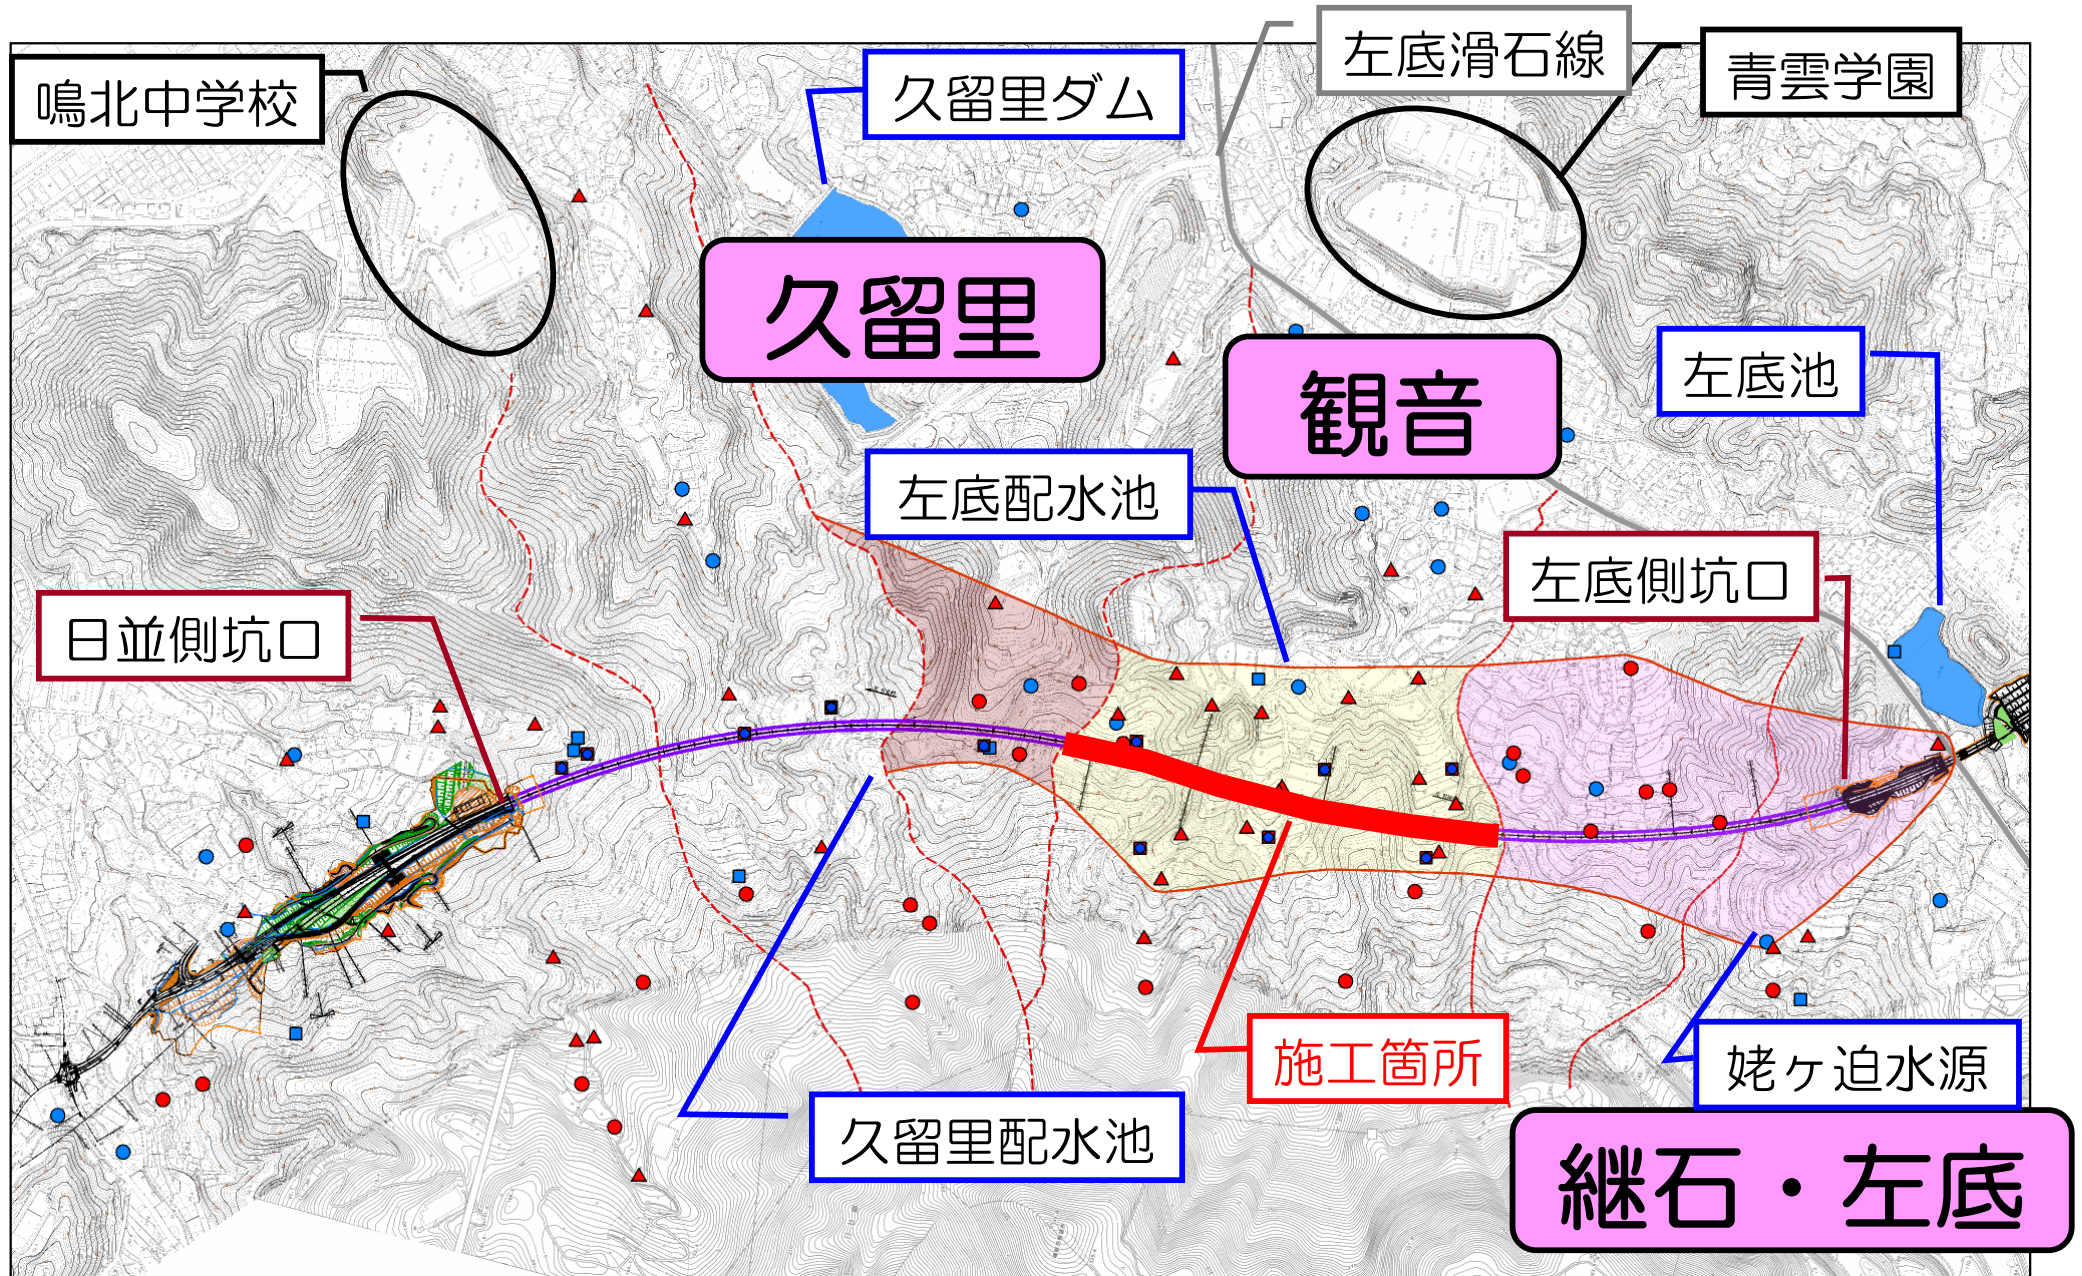 左底滑石線
青雲学園
久留里ダム
鳴北中学校
久留里
観音
左底池
左底配水池
左底側坑口
日並側坑口
施工箇所
姥ヶ迫水源
久留里配水池
継石・左底